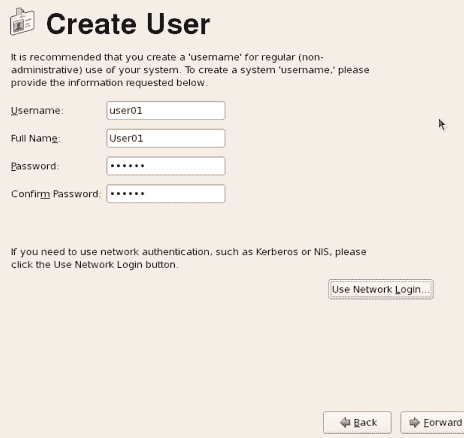 Create User
It is recommended that you create a 'username' for regular (non-
administrative) use of your system. To create a system 'username,' please
provide the information requested below.
Username: user01
Full Name: User01
Password: ••••••
Confirm Password: ••••••
If you need to use network authentication, such as Kerberos or NIS, please
click the Use Network Login button.
Use Network Login...
Back Forward